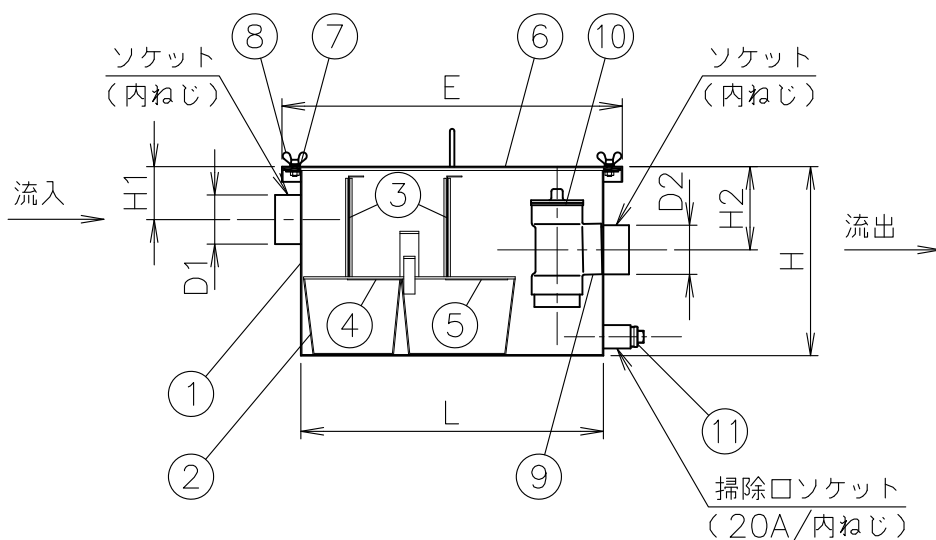 ⑧
⑦
⑥
⑩
ソケット
(内ねじ)
E
ソケット
(内ねじ)
流入
H1
D1
③
D2
H2
H
流出
④
⑤
①
L
②
⑨
⑪
掃除口ソケット
(20A/内ねじ)